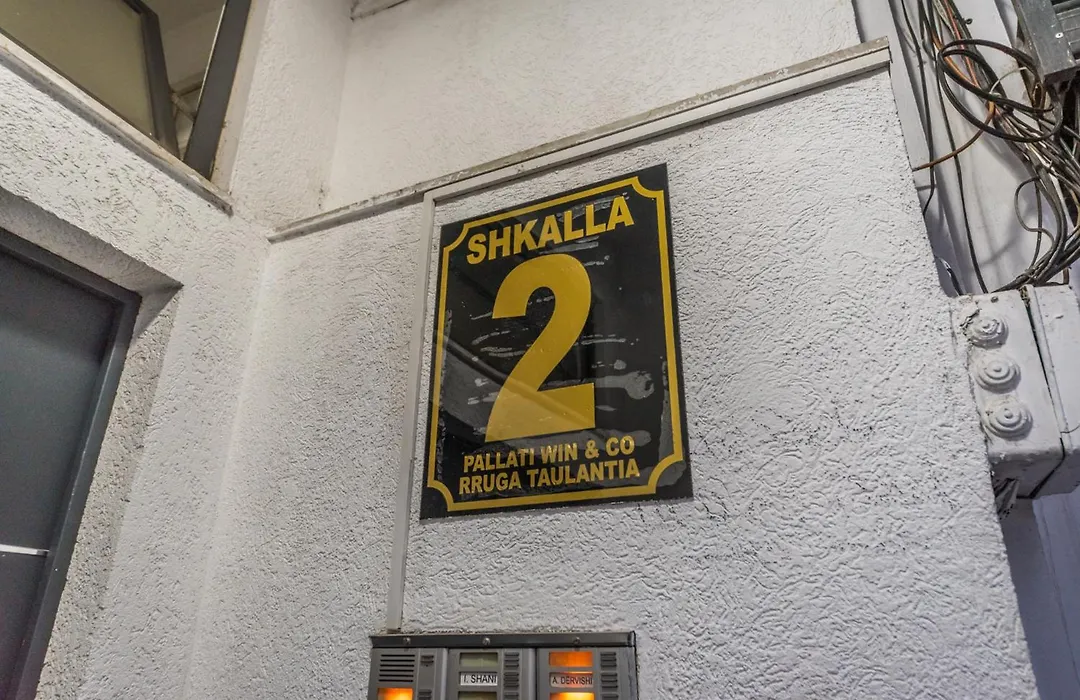 SHKALLA
2
PALLATI WIN & CO
RRUGA TAULANTIA
I. SHANI
A. DERVISHI